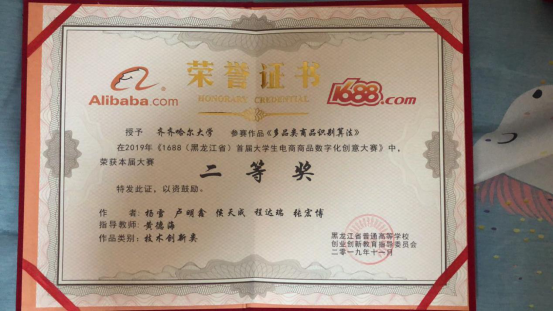 Alibaba.com
荣誉证书
HONORARY CREDENTIAL
1688.com
授予 齐齐哈尔大学 参赛作品《多品类商品识别算法》
在2019年《1688（黑龙江省）首届大学生电商商品数字化创意大赛》中，
荣获本届大赛
二等奖
特发此证，以资鼓励。
作者：杨雪 卢明鑫 侯天成 程达瑞 张宏博
指导教师：黄德海
作品类别：技术创新类
黑龙江省普通高等学校
创业创新教育指导委员会
二零一九年十一月